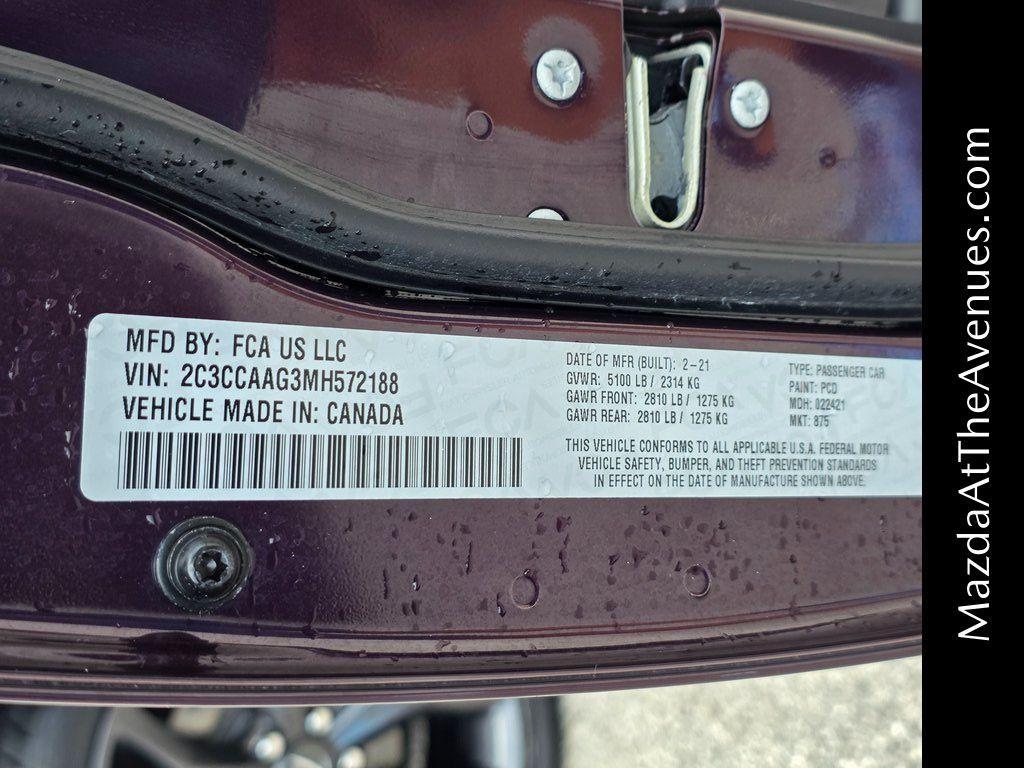 MFD BY: FCA US LLC
VIN: 2C3CCAAG3MH572188
VEHICLE MADE IN: CANADA
DATE OF MFR (BUILT): 2-21
GVWR: 5100 LB / 2314 KG
GAWR FRONT: 2810 LB / 1275 KG
GAWR REAR: 2810 LB / 1275 KG
TYPE: PASSENGER CAR
PAINT: PCD
MDH: 022421
MKT: 875
THIS VEHICLE CONFORMS TO ALL APPLICABLE U.S.A. FEDERAL MOTOR
VEHICLE SAFETY, BUMPER, AND THEFT PREVENTION STANDARDS
IN EFFECT ON THE DATE OF MANUFACTURE SHOWN ABOVE.
MazdaAtTheAvenues.com